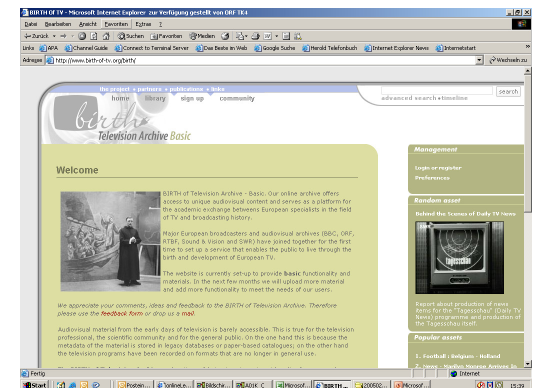 BIRTH OF TV - Microsoft Internet Explorer zur Verfügung gestellt von ORF TK4
Datei Bearbeiten Ansicht Favoriten Extras ?
Zurück Suchen Favoriten Medien
Links APA Channel Guide Connect to Terminal Server Das Beste im Web Google Suche Herold Telefonbuch Internet Explorer News Internetstart
Adresse http://www.birth-of-tv.org/birth/ Wechseln zu
the project partners publications links
home library sign up community
search
advanced search timeline
birth
Television Archive Basic
Welcome
BIRTH of Television Archive - Basic. Our online archive offers
access to unique audiovisual content and serves as a platform for
the academic exchange between European specialists in the field
of TV and broadcasting history.
Major European broadcasters and audiovisual archives (BBC, ORF,
RTBF, Sound & Vision and SWR) have joined together for the first
time to set up a service that enables the public to live through the
birth and development of European TV.
The website is currently set-up to provide basic functionality and
materials. In the next few months we will upload more material
and add more functionality to meet the needs of our users.
We appreciate your comments, ideas and feedback to the BIRTH of Television Archive. Therefore
please use the feedback form or drop us a mail.
Audiovisual material from the early days of television is barely accessible. This is true for the television
professional, the scientific community and for the general public. On the one hand this is because the
metadata of the material is stored in legacy databases or paper-based catalogues; on the other hand
the television programs have been recorded on formats that are no longer in general use.
Management
Login or register
Preferences
Random asset
Behind the Scenes of Daily TV News
Tagesschau
Report about production of news
items for the "Tagesschau" (Daily TV
News) programme and production of
the Tagesschau itself.
Popular assets
1. Football : Belgium - Holland
2. News - Marilyn Monroe Arrives In
Fertig Internet
Start Posten... onlineLe... Bildschir... A01K_C Microsof... BIRTH ... 200502... Microsof... 15:39